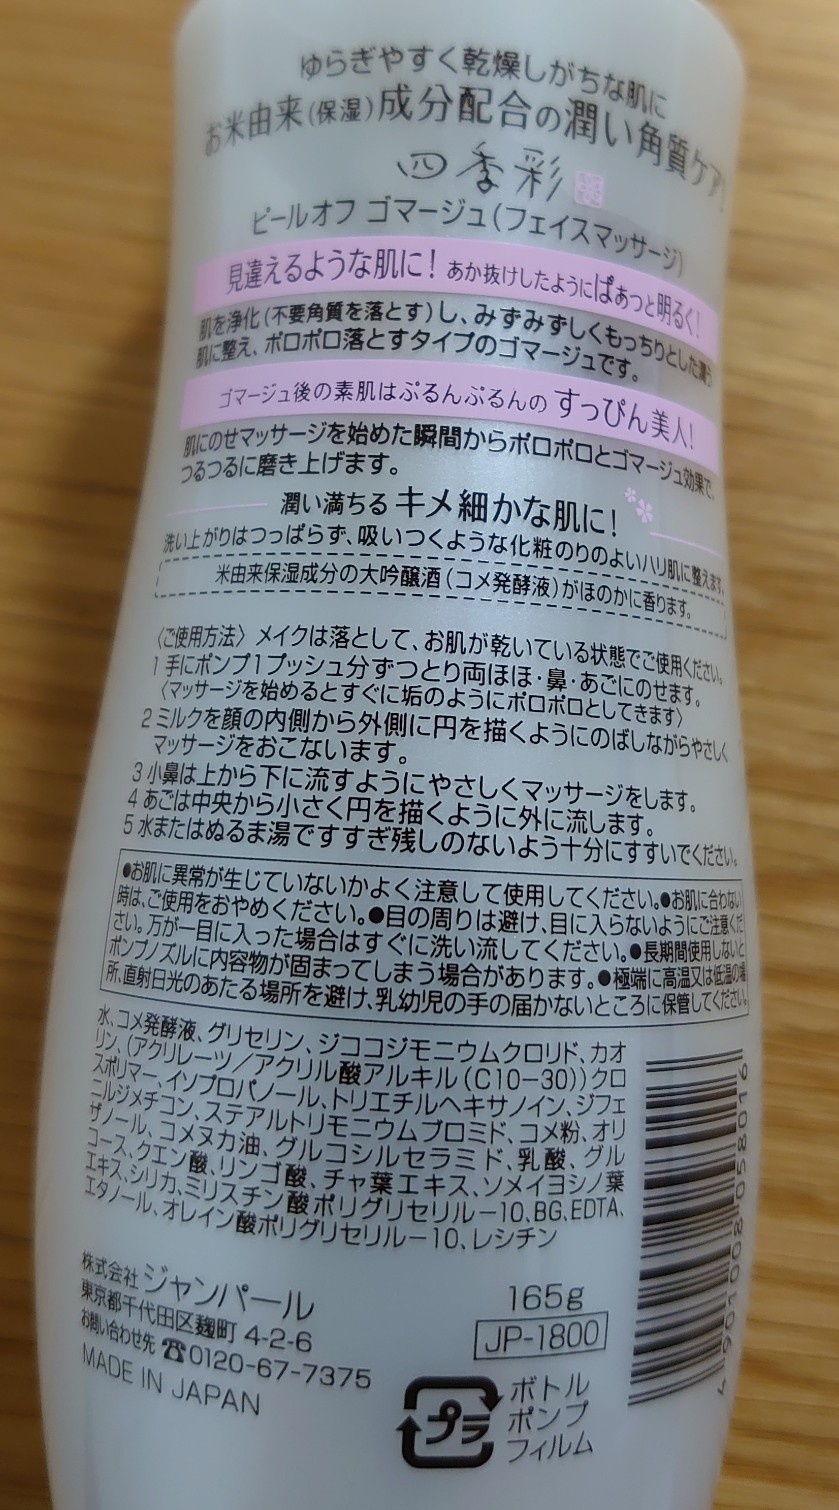 ゆらぎやすく乾燥しがちな肌に
お米由来(保湿)成分配合の潤い角質ケア
四季彩
ピールオフ ゴマージュ(フェイスマッサージ)
見違えるような肌に! あか抜けしたようにぱあっと明るく!
肌を浄化(不要角質を落とす)し、みずみずしくもっちりとした潤う
肌に整え、ポロポロ落とすタイプのゴマージュです。
ゴマージュ後の素肌はぷるんぷるんの すっぴん美人!
肌にのせマッサージを始めた瞬間からポロポロとゴマージュ効果で、
つるつるに磨き上げます。
潤い満ちる キメ細かな肌に!
洗い上がりはつっぱらず、吸いつくような化粧のりのよいハリ肌に整えます。
米由来保湿成分の大吟醸酒(コメ発酵液)がほのかに香ります。
〈ご使用方法〉 メイクは落として、お肌が乾いている状態でご使用ください。
1 手にポンプ1プッシュ分ずつとり両ほほ・鼻・あごにのせます。
〈マッサージを始めるとすぐに垢のようにポロポロとしてきます〉
2 ミルクを顔の内側から外側に円を描くようにのばしながらやさしく
マッサージをおこないます。
3 小鼻は上から下に流すようにやさしくマッサージをします。
4 あごは中央から小さく円を描くように外に流します。
5 水またはぬるま湯ですすぎ残しのないよう十分にすすいでください。
●お肌に異常が生じていないかよく注意して使用してください。●お肌に合わない
時は、ご使用をおやめください。●目の周りは避け、目に入らないようにご注意くだ
さい。万が一目に入った場合はすぐに洗い流してください。●長期間使用しないと
ポンプノズルに内容物が固まってしまう場合があります。●極端に高温又は低温の場
所、直射日光のあたる場所を避け、乳幼児の手の届かないところに保管してください。
水、コメ発酵液、グリセリン、ジココジモニウムクロリド、カオ
リン、(アクリレーツ/アクリル酸アルキル(C10-30))クロ
スポリマー、イソプロパノール、トリエチルヘキサノイン、ジフェ
ニルジメチコン、ステアルトリモニウムブロミド、コメ粉、オリ
ザノール、コメヌカ油、グルコシルセラミド、乳酸、グル
コース、クエン酸、リンゴ酸、チャ葉エキス、ソメイヨシノ葉
エキス、シリカ、ミリスチン酸ポリグリセリル-10、BG、EDTA、
エタノール、オレイン酸ポリグリセリル-10、レシチン
株式会社 ジャンパール
東京都千代田区麹町 4-2-6
お問い合わせ先 ☎0120-67-7375
MADE IN JAPAN
165g
JP-1800
プラ
ボトル
ポンプ
フィルム